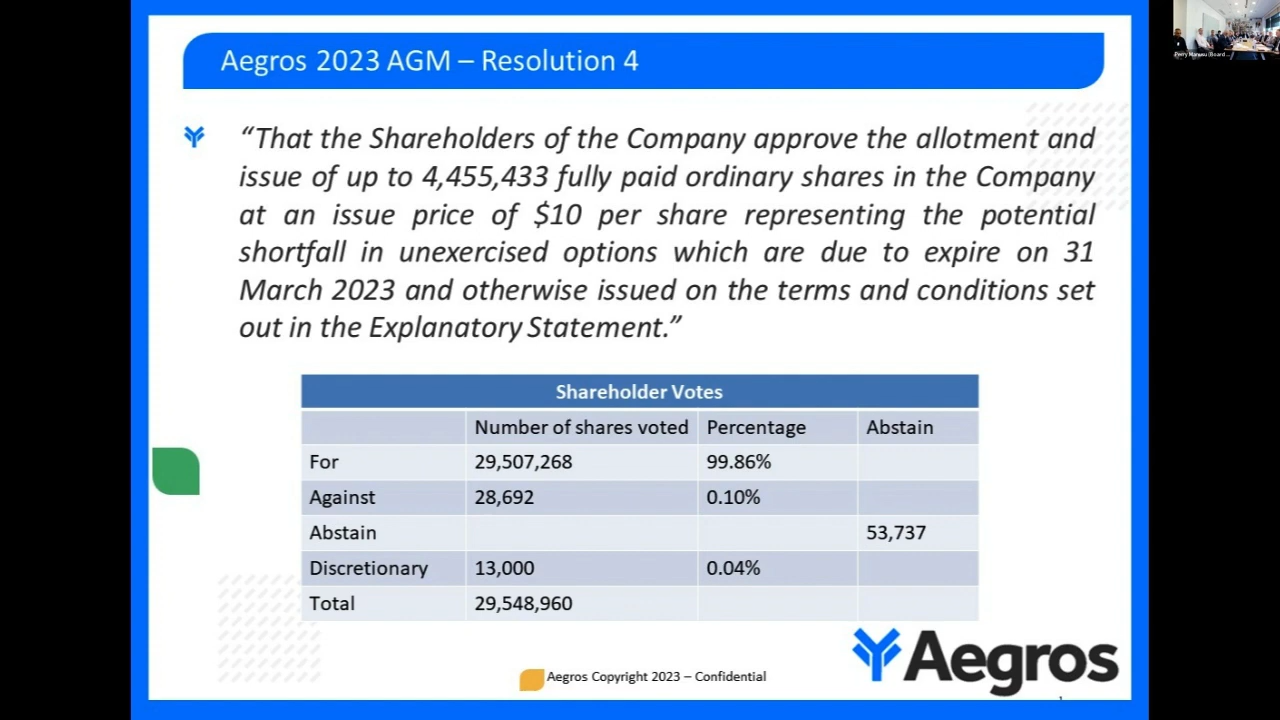 Aegros 2023 AGM – Resolution 4
“That the Shareholders of the Company approve the allotment and
issue of up to 4,455,433 fully paid ordinary shares in the Company
at an issue price of $10 per share representing the potential
shortfall in unexercised options which are due to expire on 31
March 2023 and otherwise issued on the terms and conditions set
out in the Explanatory Statement.”
Shareholder Votes
Number of shares voted Percentage Abstain
For 29,507,268 99.86%
Against 28,692 0.10%
Abstain 53,737
Discretionary 13,000 0.04%
Total 29,548,960
Aegros Copyright 2023 – Confidential
Aegros